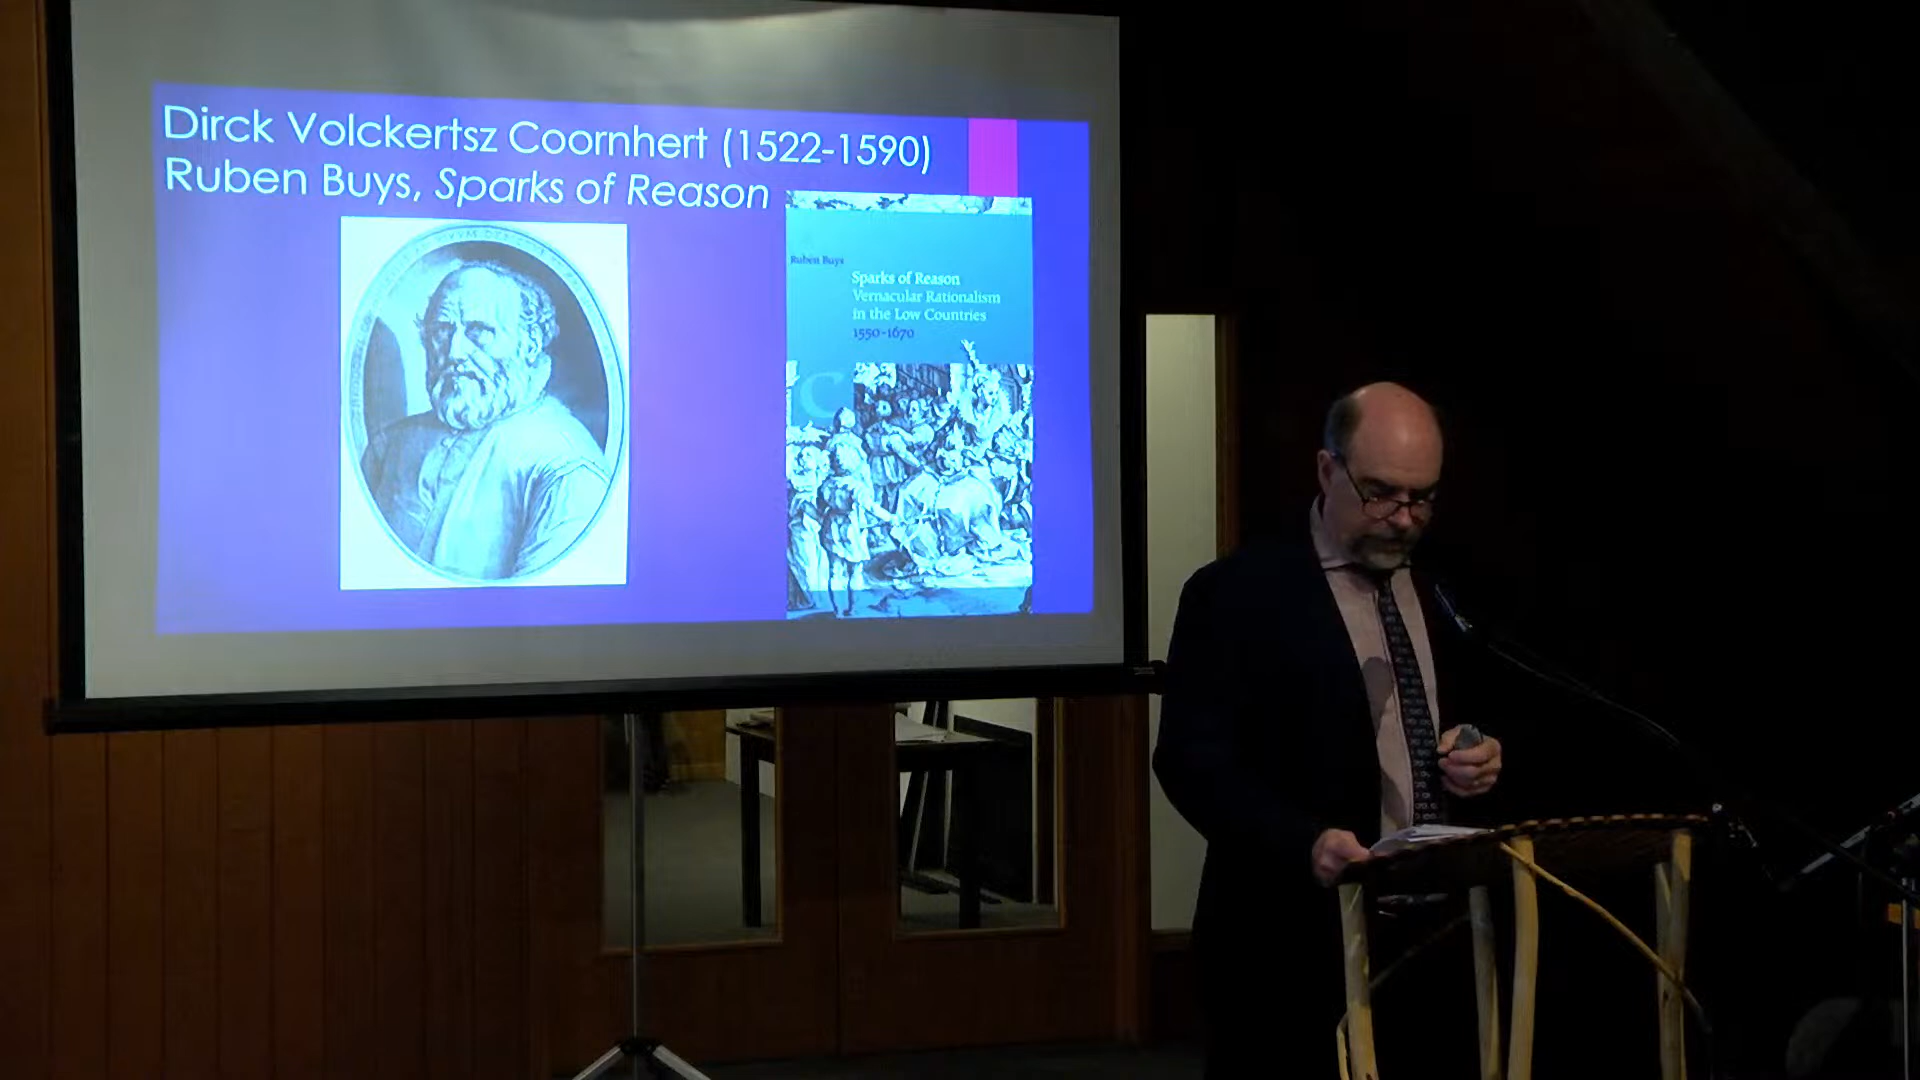 Dirck Volckertsz Coornhert (1522-1590)
Ruben Buys, Sparks of Reason
Ruben Buys
Sparks of Reason
Vernacular Rationalism
in the Low Countries
1550-1670